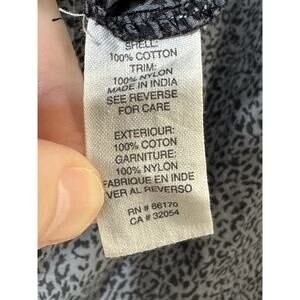 SHELL:
100% COTTON
TRIM:
100% NYLON
MADE IN INDIA
SEE REVERSE
FOR CARE
EXTERIOUR:
100% COTON
GARNITURE:
100% NYLON
FABRIQUE EN INDE
VER AL REVERSO
RN # 66170
CA # 32054